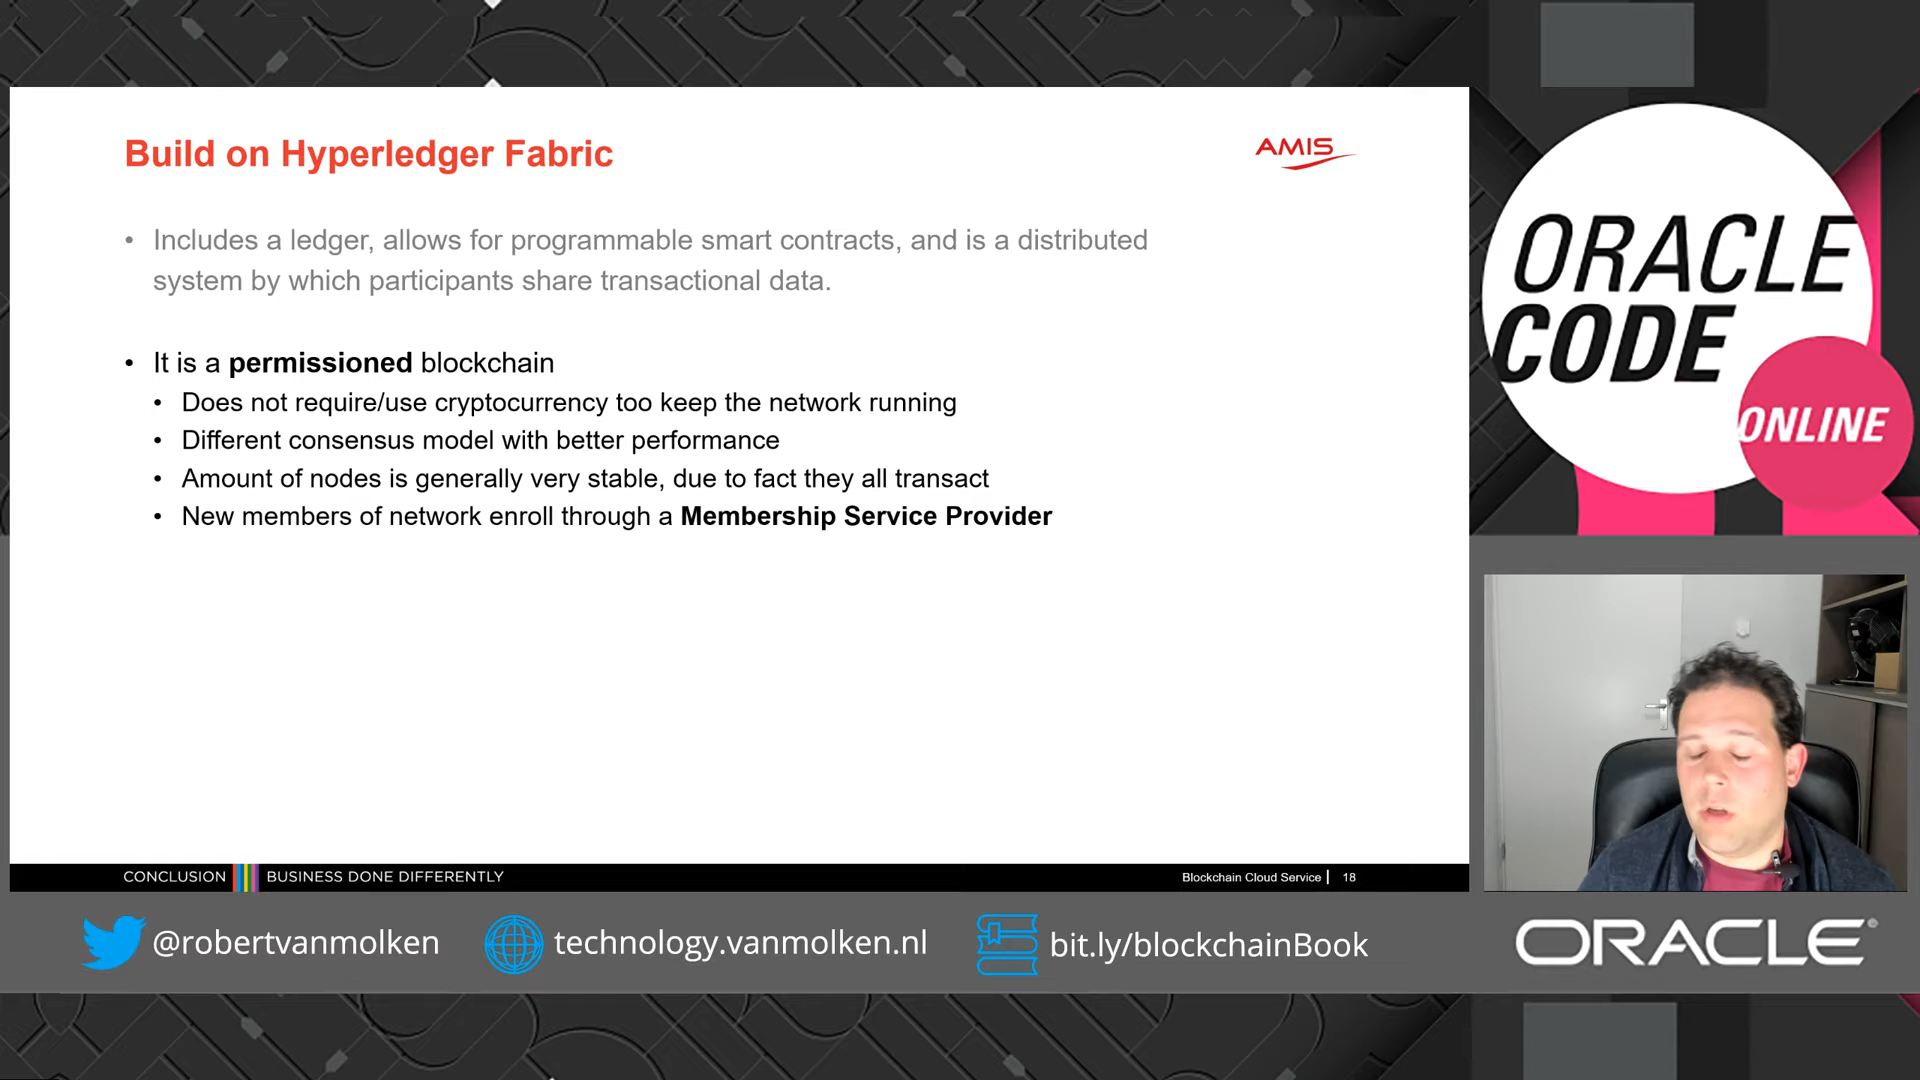 Build on Hyperledger Fabric
AMIS
• Includes a ledger, allows for programmable smart contracts, and is a distributed
system by which participants share transactional data.
• It is a permissioned blockchain
• Does not require/use cryptocurrency too keep the network running
• Different consensus model with better performance
• Amount of nodes is generally very stable, due to fact they all transact
• New members of network enroll through a Membership Service Provider
CONCLUSION BUSINESS DONE DIFFERENTLY
Blockchain Cloud Service | 18
ORACLE
CODE
ONLINE
@robertvanmolken
technology.vanmolken.nl
bit.ly/blockchainBook
ORACLE®